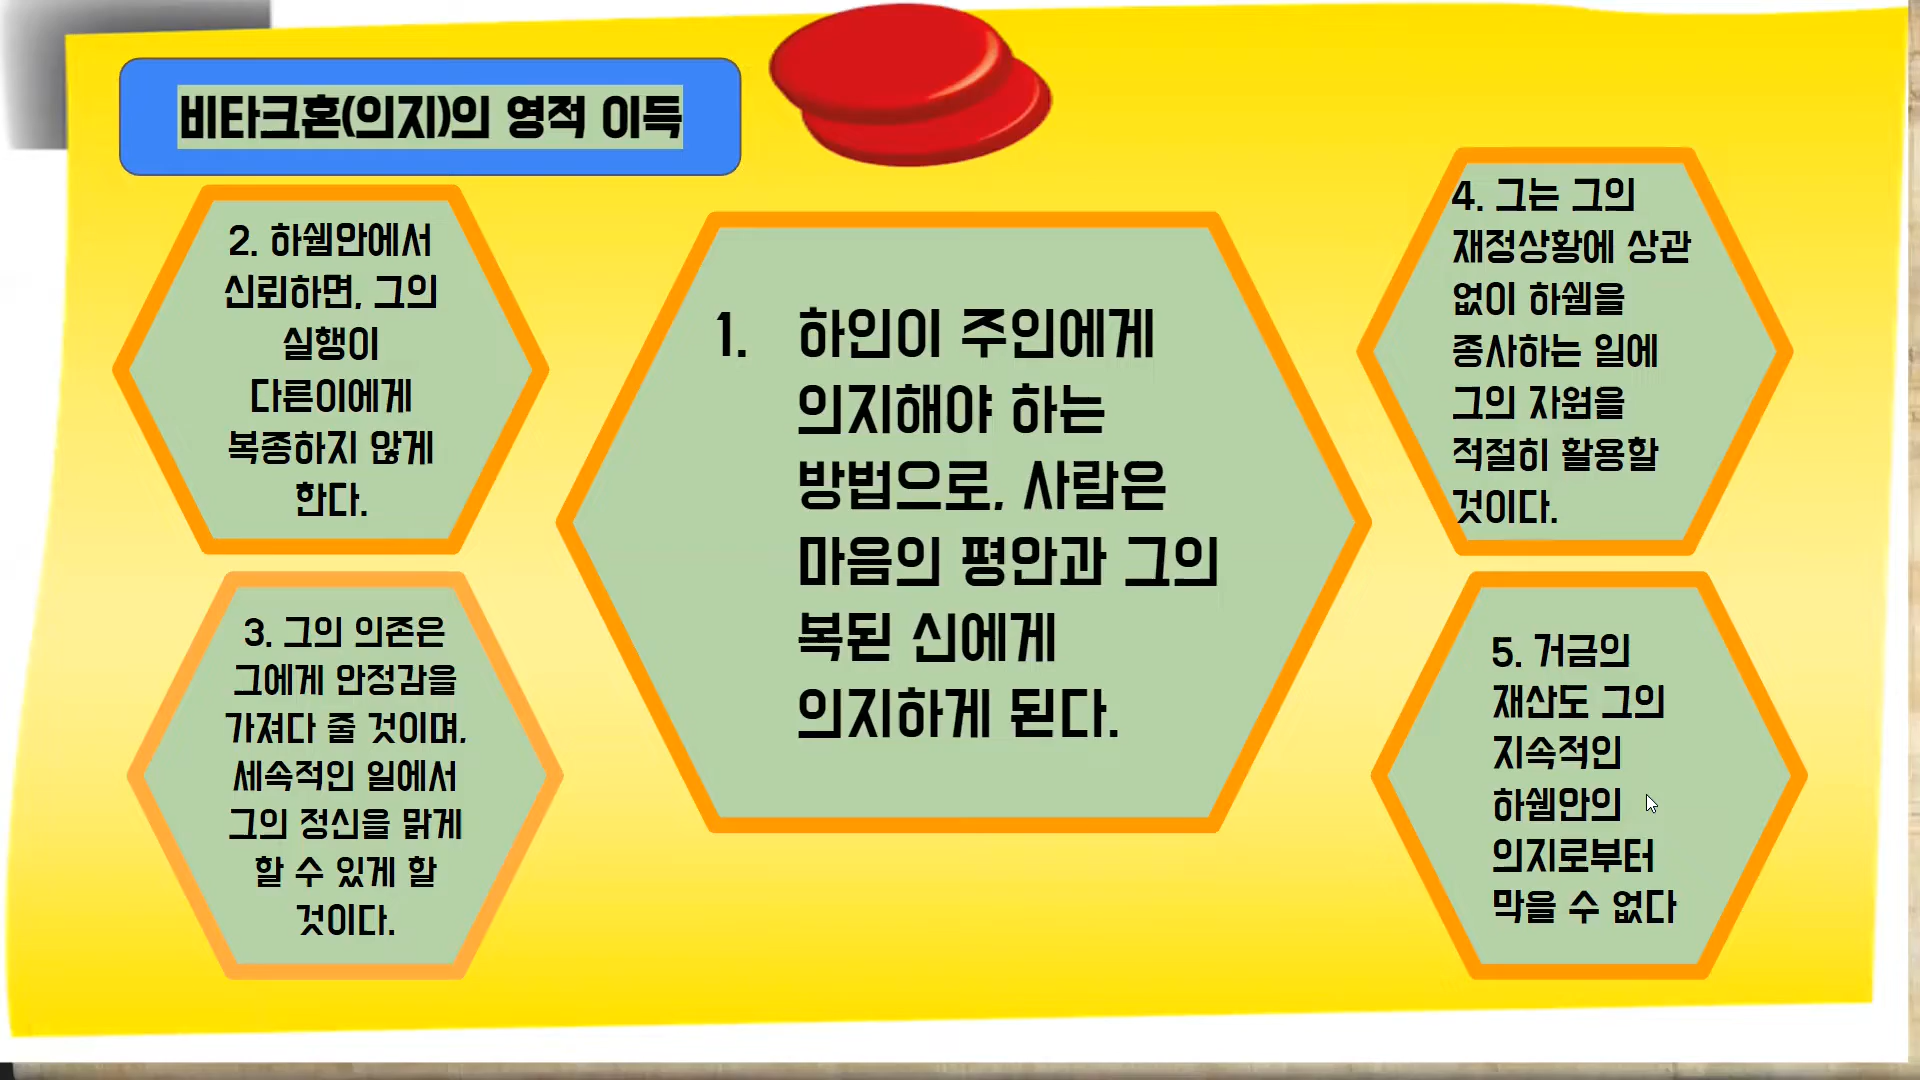 비타크혼(의지)의 영적 이득
1. 하인이 주인에게
의지해야 하는
방법으로, 사람은
마음의 평안과 그의
복된 신에게
의지하게 된다.
2. 하쉠안에서
신뢰하면, 그의
실행이
다른이에게
복종하지 않게
한다.
3. 그의 의존은
그에게 안정감을
가져다 줄 것이며,
세속적인 일에서
그의 정신을 맑게
할 수 있게 할
것이다.
4. 그는 그의
재정상황에 상관
없이 하쉠을
종사하는 일에
그의 자원을
적절히 활용할
것이다.
5. 거금의
재산도 그의
지속적인
하쉠안의
의지로부터
막을 수 없다